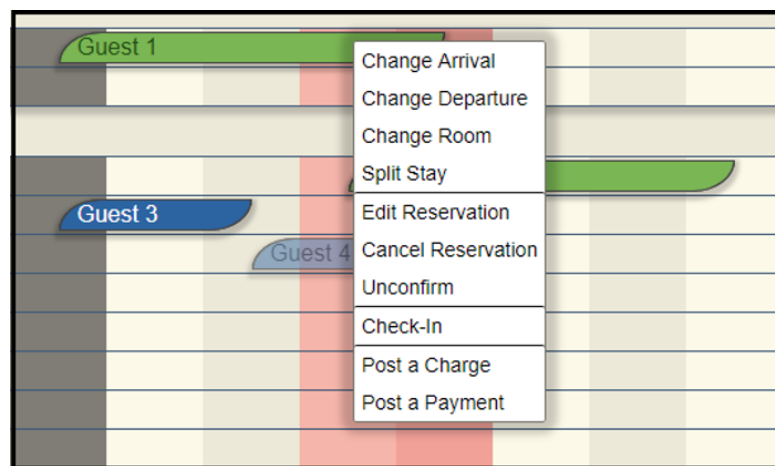 Guest 1
Change Arrival
Change Departure
Change Room
Split Stay
Guest 3
Edit Reservation
Guest 4
Cancel Reservation
Unconfirm
Check-In
Post a Charge
Post a Payment